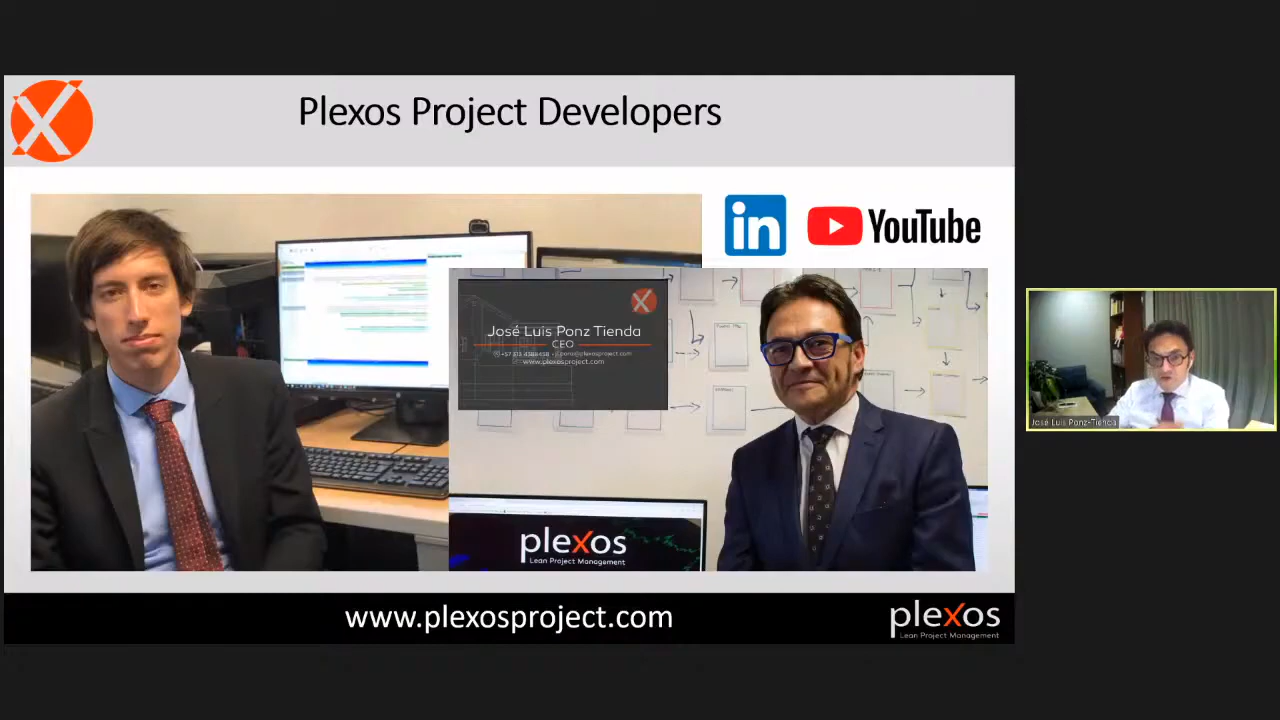 Plexos Project Developers
in
YouTube
José Luis Ponz Tienda
CEO
www.plexosproject.com
plexos
Lean Project Management
José Luis Ponz-Tienda
www.plexosproject.com
plexos
Lean Project Management